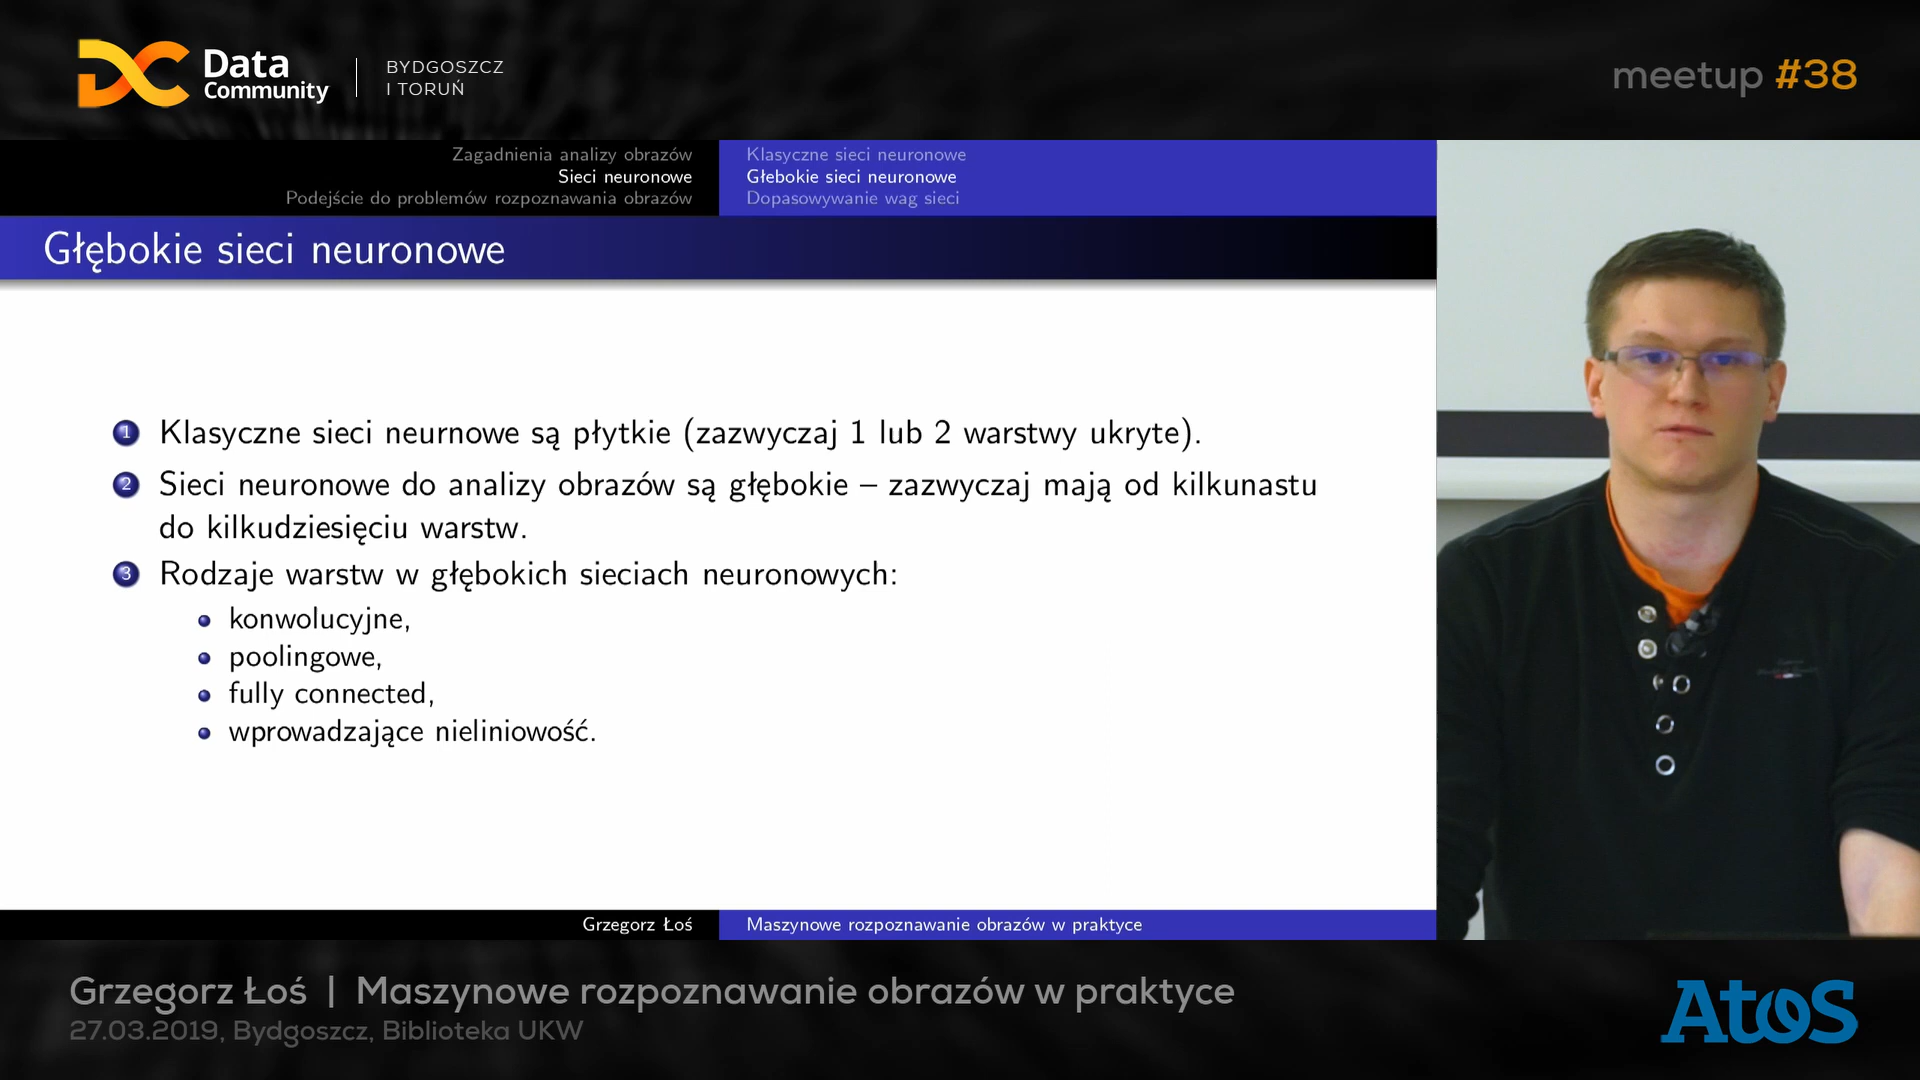 Data
Community
BYDGOSZCZ
I TORUŃ
meetup #38
Zagadnienia analizy obrazów
Sieci neuronowe
Podejście do problemów rozpoznawania obrazów
Klasyczne sieci neuronowe
Głebokie sieci neuronowe
Dopasowywanie wag sieci
Głębokie sieci neuronowe
1 Klasyczne sieci neurnowe są płytkie (zazwyczaj 1 lub 2 warstwy ukryte).
2 Sieci neuronowe do analizy obrazów są głębokie – zazwyczaj mają od kilkunastu
do kilkudziesięciu warstw.
3 Rodzaje warstw w głębokich sieciach neuronowych:
konwolucyjne,
poolingowe,
fully connected,
wprowadzające nieliniowość.
Grzegorz Łoś
Maszynowe rozpoznawanie obrazów w praktyce
Grzegorz Łoś | Maszynowe rozpoznawanie obrazów w praktyce
27.03.2019, Bydgoszcz, Biblioteka UKW
Atos